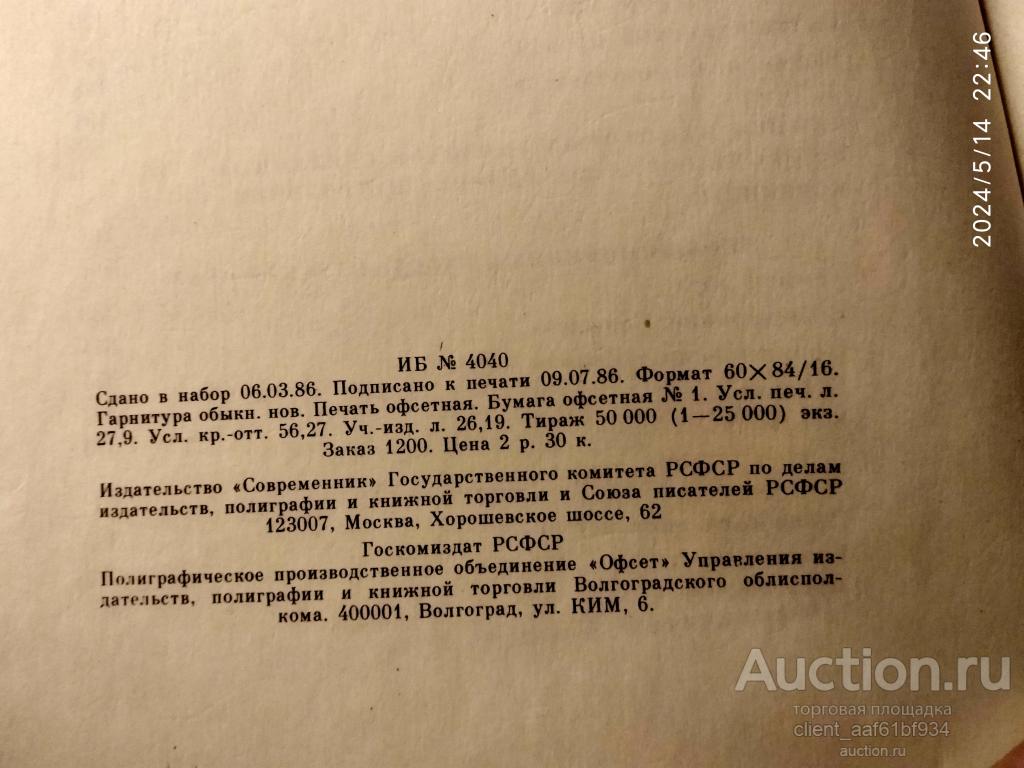 2024/5/14 22:46
ИБ № 4040
Сдано в набор 06.03.86. Подписано к печати 09.07.86. Формат 60×84/16.
Гарнитура обыкн. нов. Печать офсетная. Бумага офсетная № 1. Усл. печ. л.
27,9. Усл. кр.-отт. 56,27. Уч.-изд. л. 26,19. Тираж 50 000 (1—25 000) экз.
Заказ 1200. Цена 2 р. 30 к.
Издательство «Современник» Государственного комитета РСФСР по делам
издательств, полиграфии и книжной торговли и Союза писателей РСФСР
123007, Москва, Хорошевское шоссе, 62
Госкомиздат РСФСР
Полиграфическое производственное объединение «Офсет» Управления из-
дательств, полиграфии и книжной торговли Волгоградского облиспол-
кома. 400001, Волгоград, ул. КИМ, 6.
Auction.ru
торговая площадка
client_aaf61bf934
auction.ru